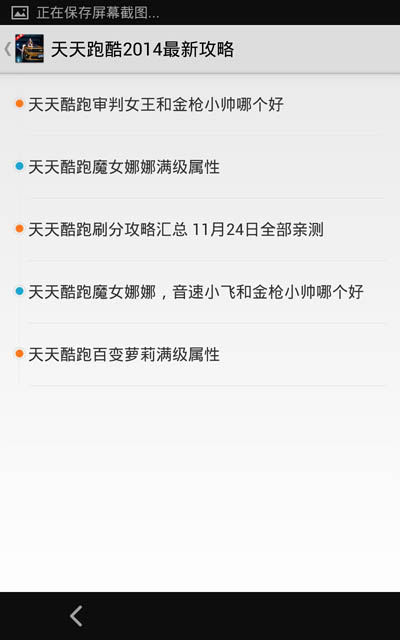 正在保存屏幕截图...
天天跑酷2014最新攻略
天天酷跑审判女王和金枪小帅哪个好
天天酷跑魔女娜娜满级属性
天天酷跑刷分攻略汇总 11月24日全部亲测
天天酷跑魔女娜娜，音速小飞和金枪小帅哪个好
天天酷跑百变萝莉满级属性